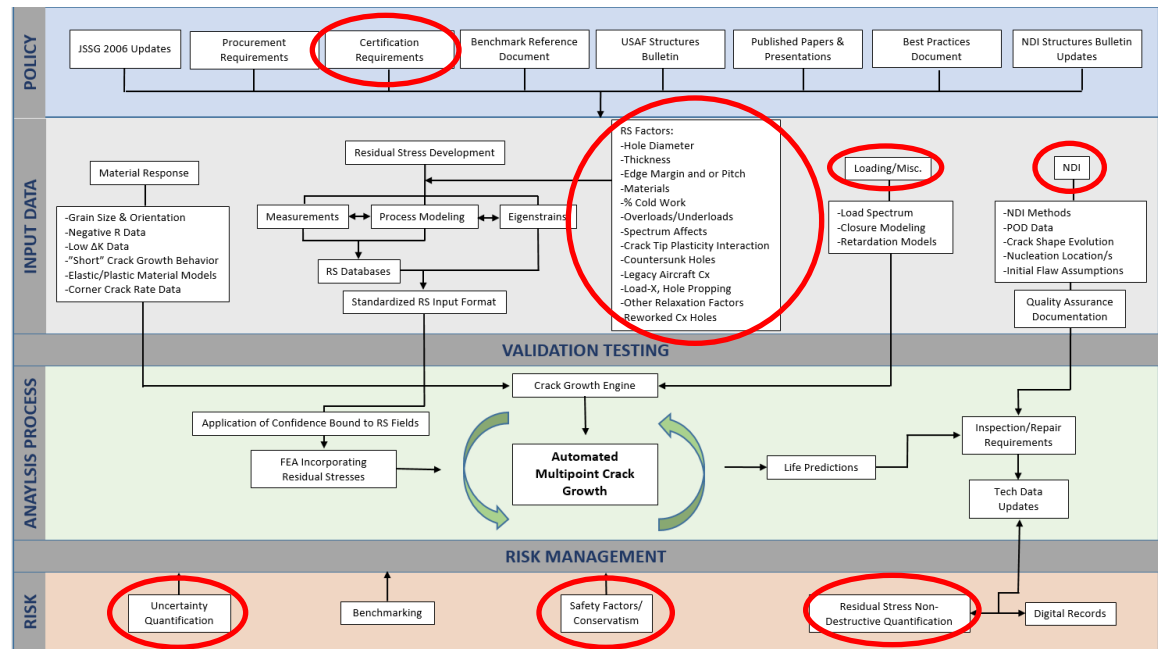 POLICY
JSSG 2006 Updates
Procurement
Requirements
Certification
Requirements
Benchmark Reference
Document
USAF Structures
Bulletin
Published Papers &
Presentations
Best Practices
Document
NDI Structures Bulletin
Updates
INPUT DATA
Material Response
-Grain Size & Orientation
-Negative R Data
-Low ΔK Data
-"Short" Crack Growth Behavior
-Elastic/Plastic Material Models
-Corner Crack Rate Data
Residual Stress Development
Measurements
Process Modeling
Eigenstrains
RS Databases
Standardized RS Input Format
RS Factors:
-Hole Diameter
-Thickness
-Edge Margin and or Pitch
-Materials
-% Cold Work
-Overloads/Underloads
-Spectrum Affects
-Crack Tip Plasticity Interaction
-Countersunk Holes
-Legacy Aircraft Cx
-Load-X, Hole Propping
-Other Relaxation Factors
-Reworked Cx Holes
Loading/Misc.
-Load Spectrum
-Closure Modeling
-Retardation Models
NDI
-NDI Methods
-POD Data
-Crack Shape Evolution
-Nucleation Location/s
-Initial Flaw Assumptions
Quality Assurance
Documentation
VALIDATION TESTING
ANAYLSIS PROCESS
Crack Growth Engine
Application of Confidence Bound to RS Fields
FEA Incorporating
Residual Stresses
Automated
Multipoint Crack
Growth
Life Predictions
Inspection/Repair
Requirements
Tech Data
Updates
RISK MANAGEMENT
RISK
Uncertainty
Quantification
Benchmarking
Safety Factors/
Conservatism
Residual Stress Non-
Destructive Quantification
Digital Records